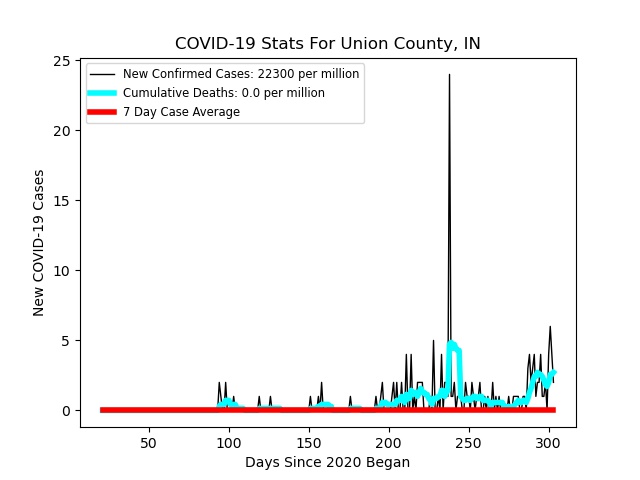 COVID-19 Stats For Union County, IN
New Confirmed Cases: 22300 per million
Cumulative Deaths: 0.0 per million
7 Day Case Average
New COVID-19 Cases
25
20
15
10
5
0
50
100
150
200
250
300
Days Since 2020 Began